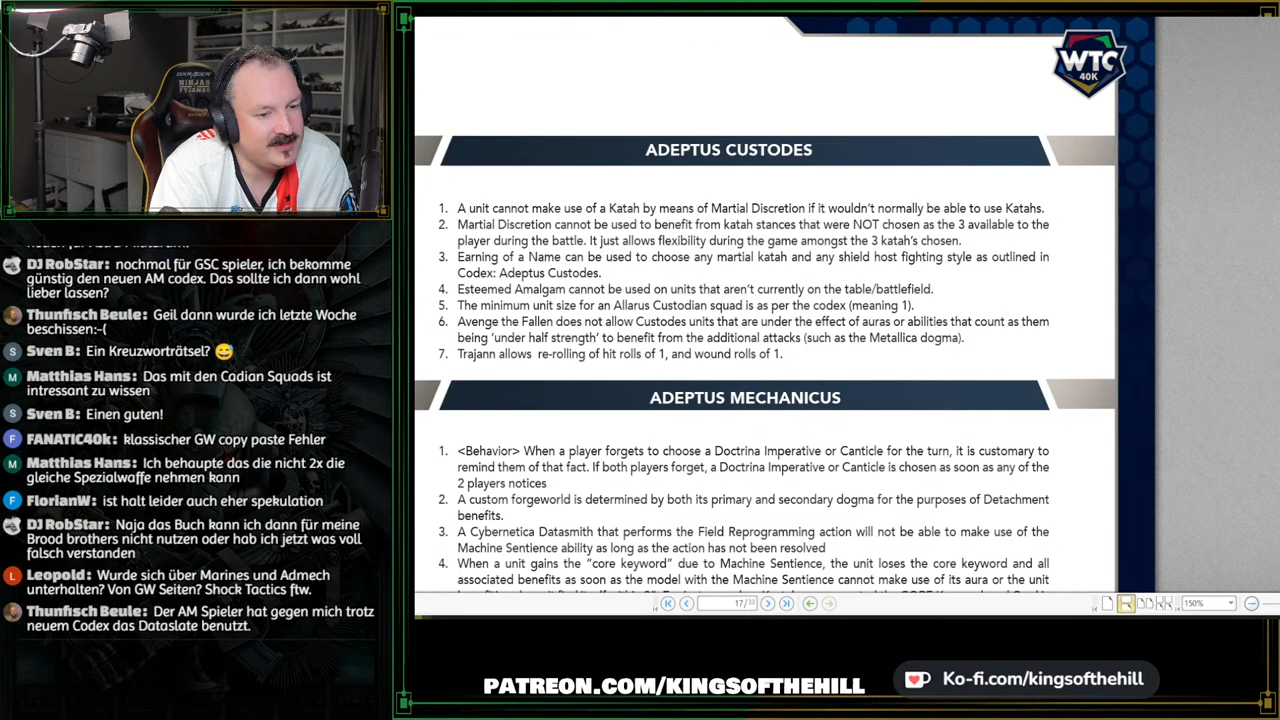 DXRACER
NINJAS
PYJAMAS
DJ RobStar: nochmal für GSC spieler, ich bekomme
günstig den neuen AM codex. Das sollte ich dann wohl
lieber lassen?
Thunfisch Beule: Geil dann wurde ich letzte Woche
beschissen:-(
S Sven B: Ein Kreuzworträtsel? 😅
M Matthias Hans: Das mit den Cadian Squads ist
intressant zu wissen
S Sven B: Einen guten!
F FANATiC40k: klassischer GW copy paste Fehler
M Matthias Hans: Ich behaupte das die nicht 2x die
gleiche Spezialwaffe nehmen kann
F FlorianW: ist halt leider auch eher spekulation
DJ RobStar: Naja das Buch kann ich dann für meine
Brood brothers nicht nutzen oder hab ich jetzt was voll
falsch verstanden
L Leopold: Wurde sich über Marines und Admech
unterhalten? Von GW Seiten? Shock Tactics ftw.
Thunfisch Beule: Der AM Spieler hat gegen mich trotz
neuem Codex das Dataslate benutzt.
WTC
40K
ADEPTUS CUSTODES
1. A unit cannot make use of a Katah by means of Martial Discretion if it wouldn't normally be able to use Katahs.
2. Martial Discretion cannot be used to benefit from katah stances that were NOT chosen as the 3 available to the
player during the battle. It just allows flexibility during the game amongst the 3 katah's chosen.
3. Earning of a Name can be used to choose any martial katah and any shield host fighting style as outlined in
Codex: Adeptus Custodes.
4. Esteemed Amalgam cannot be used on units that aren't currently on the table/battlefield.
5. The minimum unit size for an Allarus Custodian squad is as per the codex (meaning 1).
6. Avenge the Fallen does not allow Custodes units that are under the effect of auras or abilities that count as them
being 'under half strength' to benefit from the additional attacks (such as the Metallica dogma).
7. Trajann allows re-rolling of hit rolls of 1, and wound rolls of 1.
ADEPTUS MECHANICUS
1. <Behavior> When a player forgets to choose a Doctrina Imperative or Canticle for the turn, it is customary to
remind them of that fact. If both players forget, a Doctrina Imperative or Canticle is chosen as soon as any of the
2 players notices
2. A custom forgeworld is determined by both its primary and secondary dogma for the purposes of Detachment
benefits.
3. A Cybernetica Datasmith that performs the Field Reprogramming action will not be able to make use of the
Machine Sentience ability as long as the action has not been resolved
4. When a unit gains the "core keyword" due to Machine Sentience, the unit loses the core keyword and all
associated benefits as soon as the model with the Machine Sentience cannot make use of its aura or the unit
17/33
150%
PATREON.COM/KINGSOFTHEHILL
Ko-fi.com/kingsofthehill